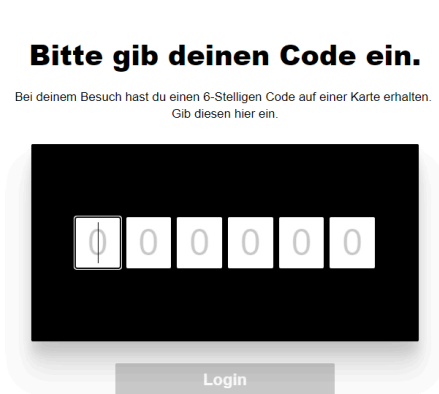 Bitte gib deinen Code ein.
Bei deinem Besuch hast du einen 6-Stelligen Code auf einer Karte erhalten.
Gib diesen hier ein.
0 0 0 0 0 0
Login